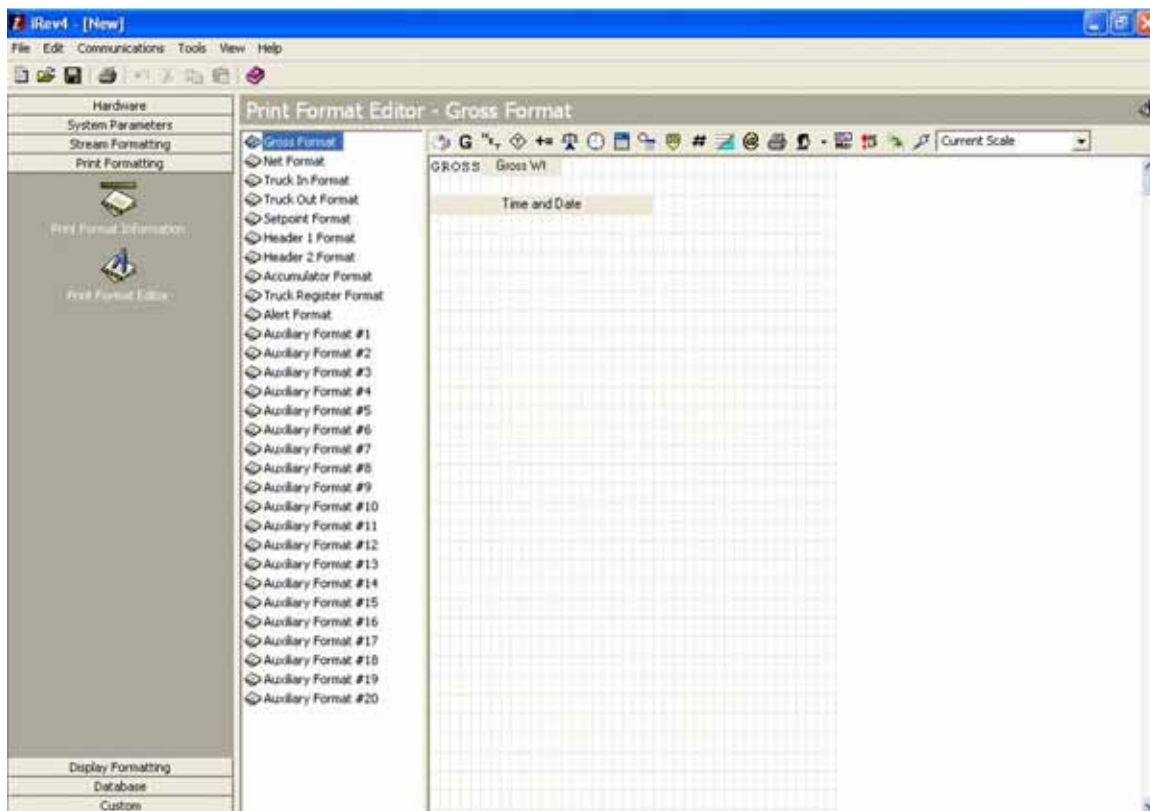 iRev4 - [New]
File Edit Communications Tools View Help
Hardware
System Parameters
Stream Formatting
Print Formatting
Print Format Information
Print Format Editor
Display Formatting
Database
Custom
Print Format Editor - Gross Format
Gross Format
Net Format
Truck In Format
Truck Out Format
Setpoint Format
Header 1 Format
Header 2 Format
Accumulator Format
Truck Register Format
Alert Format
Auxiliary Format #1
Auxiliary Format #2
Auxiliary Format #3
Auxiliary Format #4
Auxiliary Format #5
Auxiliary Format #6
Auxiliary Format #7
Auxiliary Format #8
Auxiliary Format #9
Auxiliary Format #10
Auxiliary Format #11
Auxiliary Format #12
Auxiliary Format #13
Auxiliary Format #14
Auxiliary Format #15
Auxiliary Format #16
Auxiliary Format #17
Auxiliary Format #18
Auxiliary Format #19
Auxiliary Format #20
G # @ Current Scale
GROSS Gross Wt
Time and Date